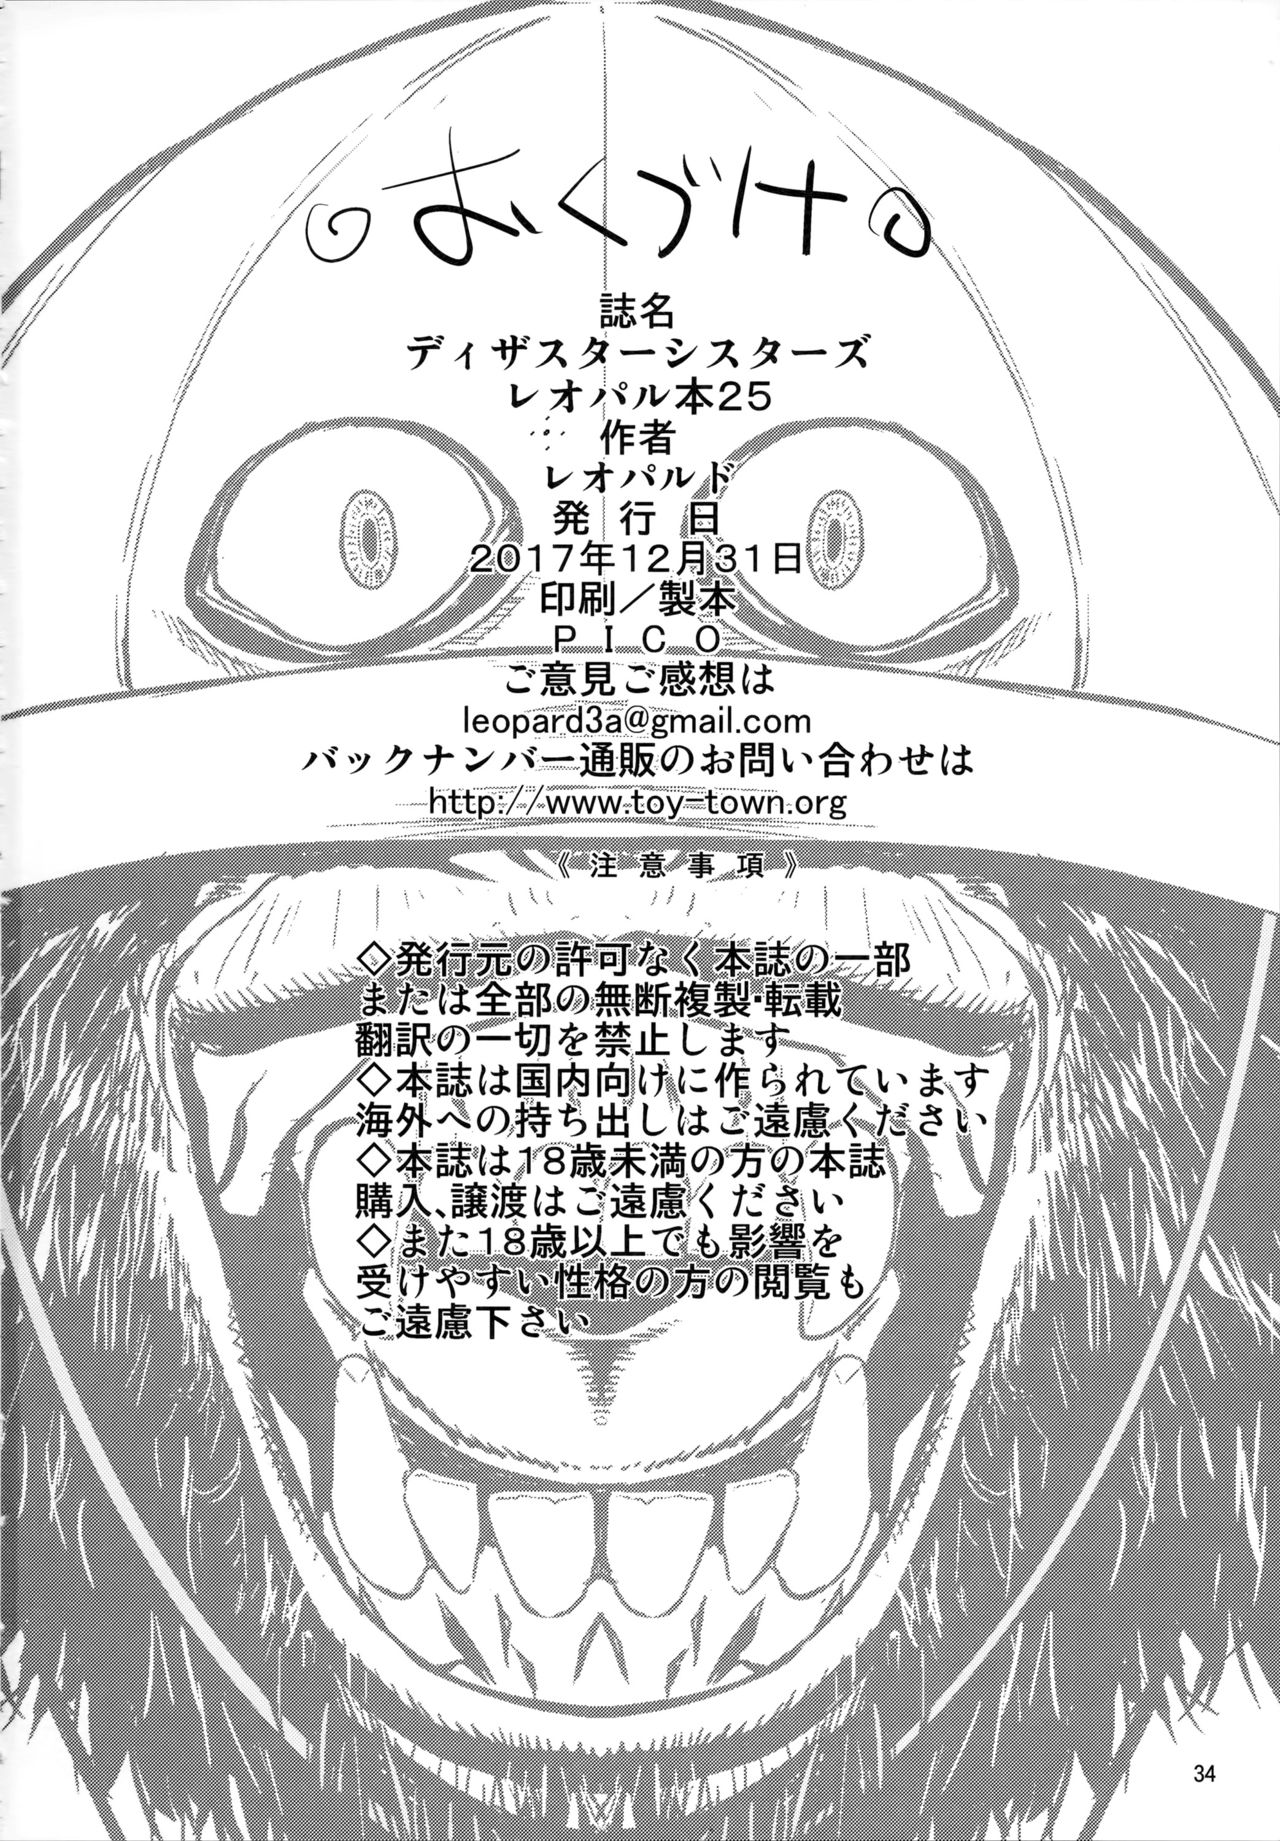 。おくづけ。
誌名
ディザスターシスターズ
レオパル本25
作者
レオパルド
発行日
2017年12月31日
印刷／製本
ＰＩＣＯ
ご意見ご感想は
leopard3a@gmail.com
バックナンバー通販のお問い合わせは
http://www.toy-town.org
《注意事項》
◇発行元の許可なく本誌の一部
または全部の無断複製・転載
翻訳の一切を禁止します
◇本誌は国内向けに作られています
海外への持ち出しはご遠慮ください
◇本誌は18歳未満の方の本誌
購入、譲渡はご遠慮ください
◇また18歳以上でも影響を
受けやすい性格の方の閲覧も
ご遠慮下さい
34